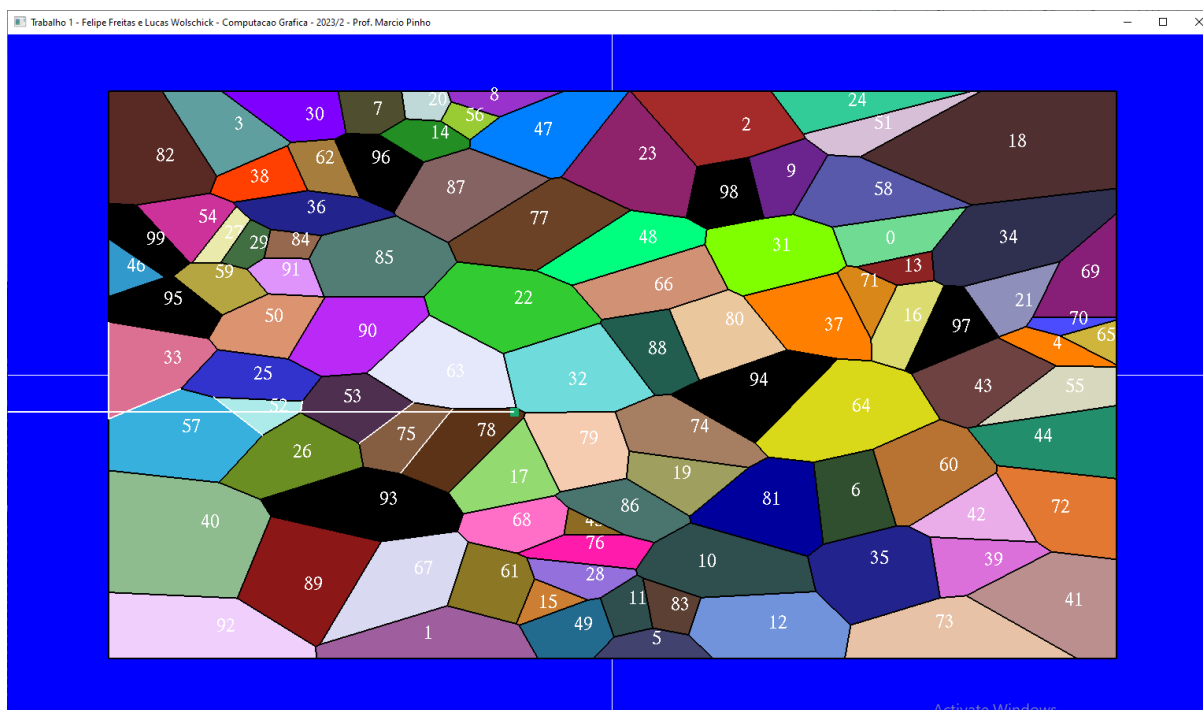 Trabalho 1 - Felipe Freitas e Lucas Wolschick - Computacao Grafica - 2023/2 - Prof. Marcio Pinho
8
20 24
30 7 56
3 14 47 2 51
18
82 62 96 23
38 87 9
98 58
54 36 77
27 48 0 34
99 29 84 31
46 59 91 85 13 69
95 22 66 71 21
50 16 70
90 80 37 97 65
33 88 4
25 63 32 94 43 55
52 53 64
57 75 78 74 44
26 79
17 19 60
93 86 81 6
40 68 42 72
76
89 67 61 28 10 35 39
15 11 83 41
92 1 49 5 12 73
Activate Windows